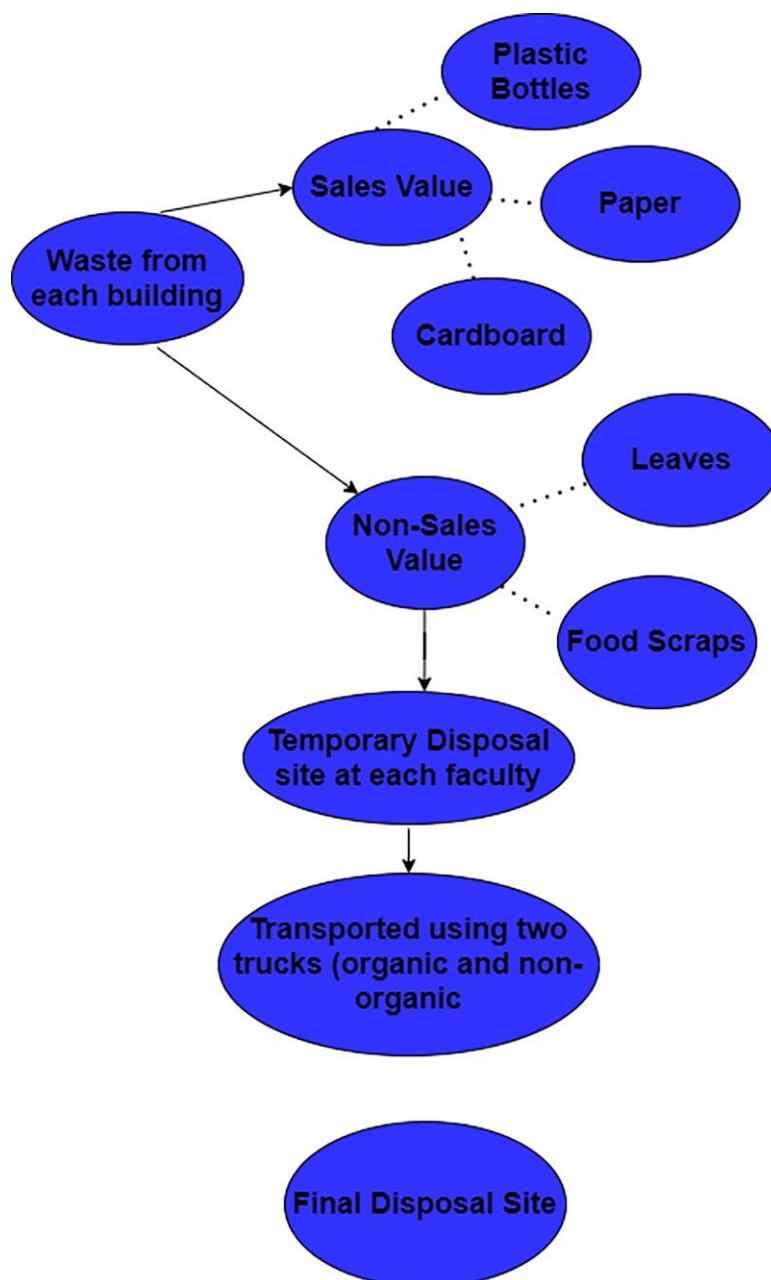 Plastic
Bottles
Sales Value
Paper
Waste from
each building
Cardboard
Leaves
Non-Sales
Value
Food Scraps
Temporary Disposal
site at each faculty
Transported using two
trucks (organic and non-
organic
Final Disposal Site